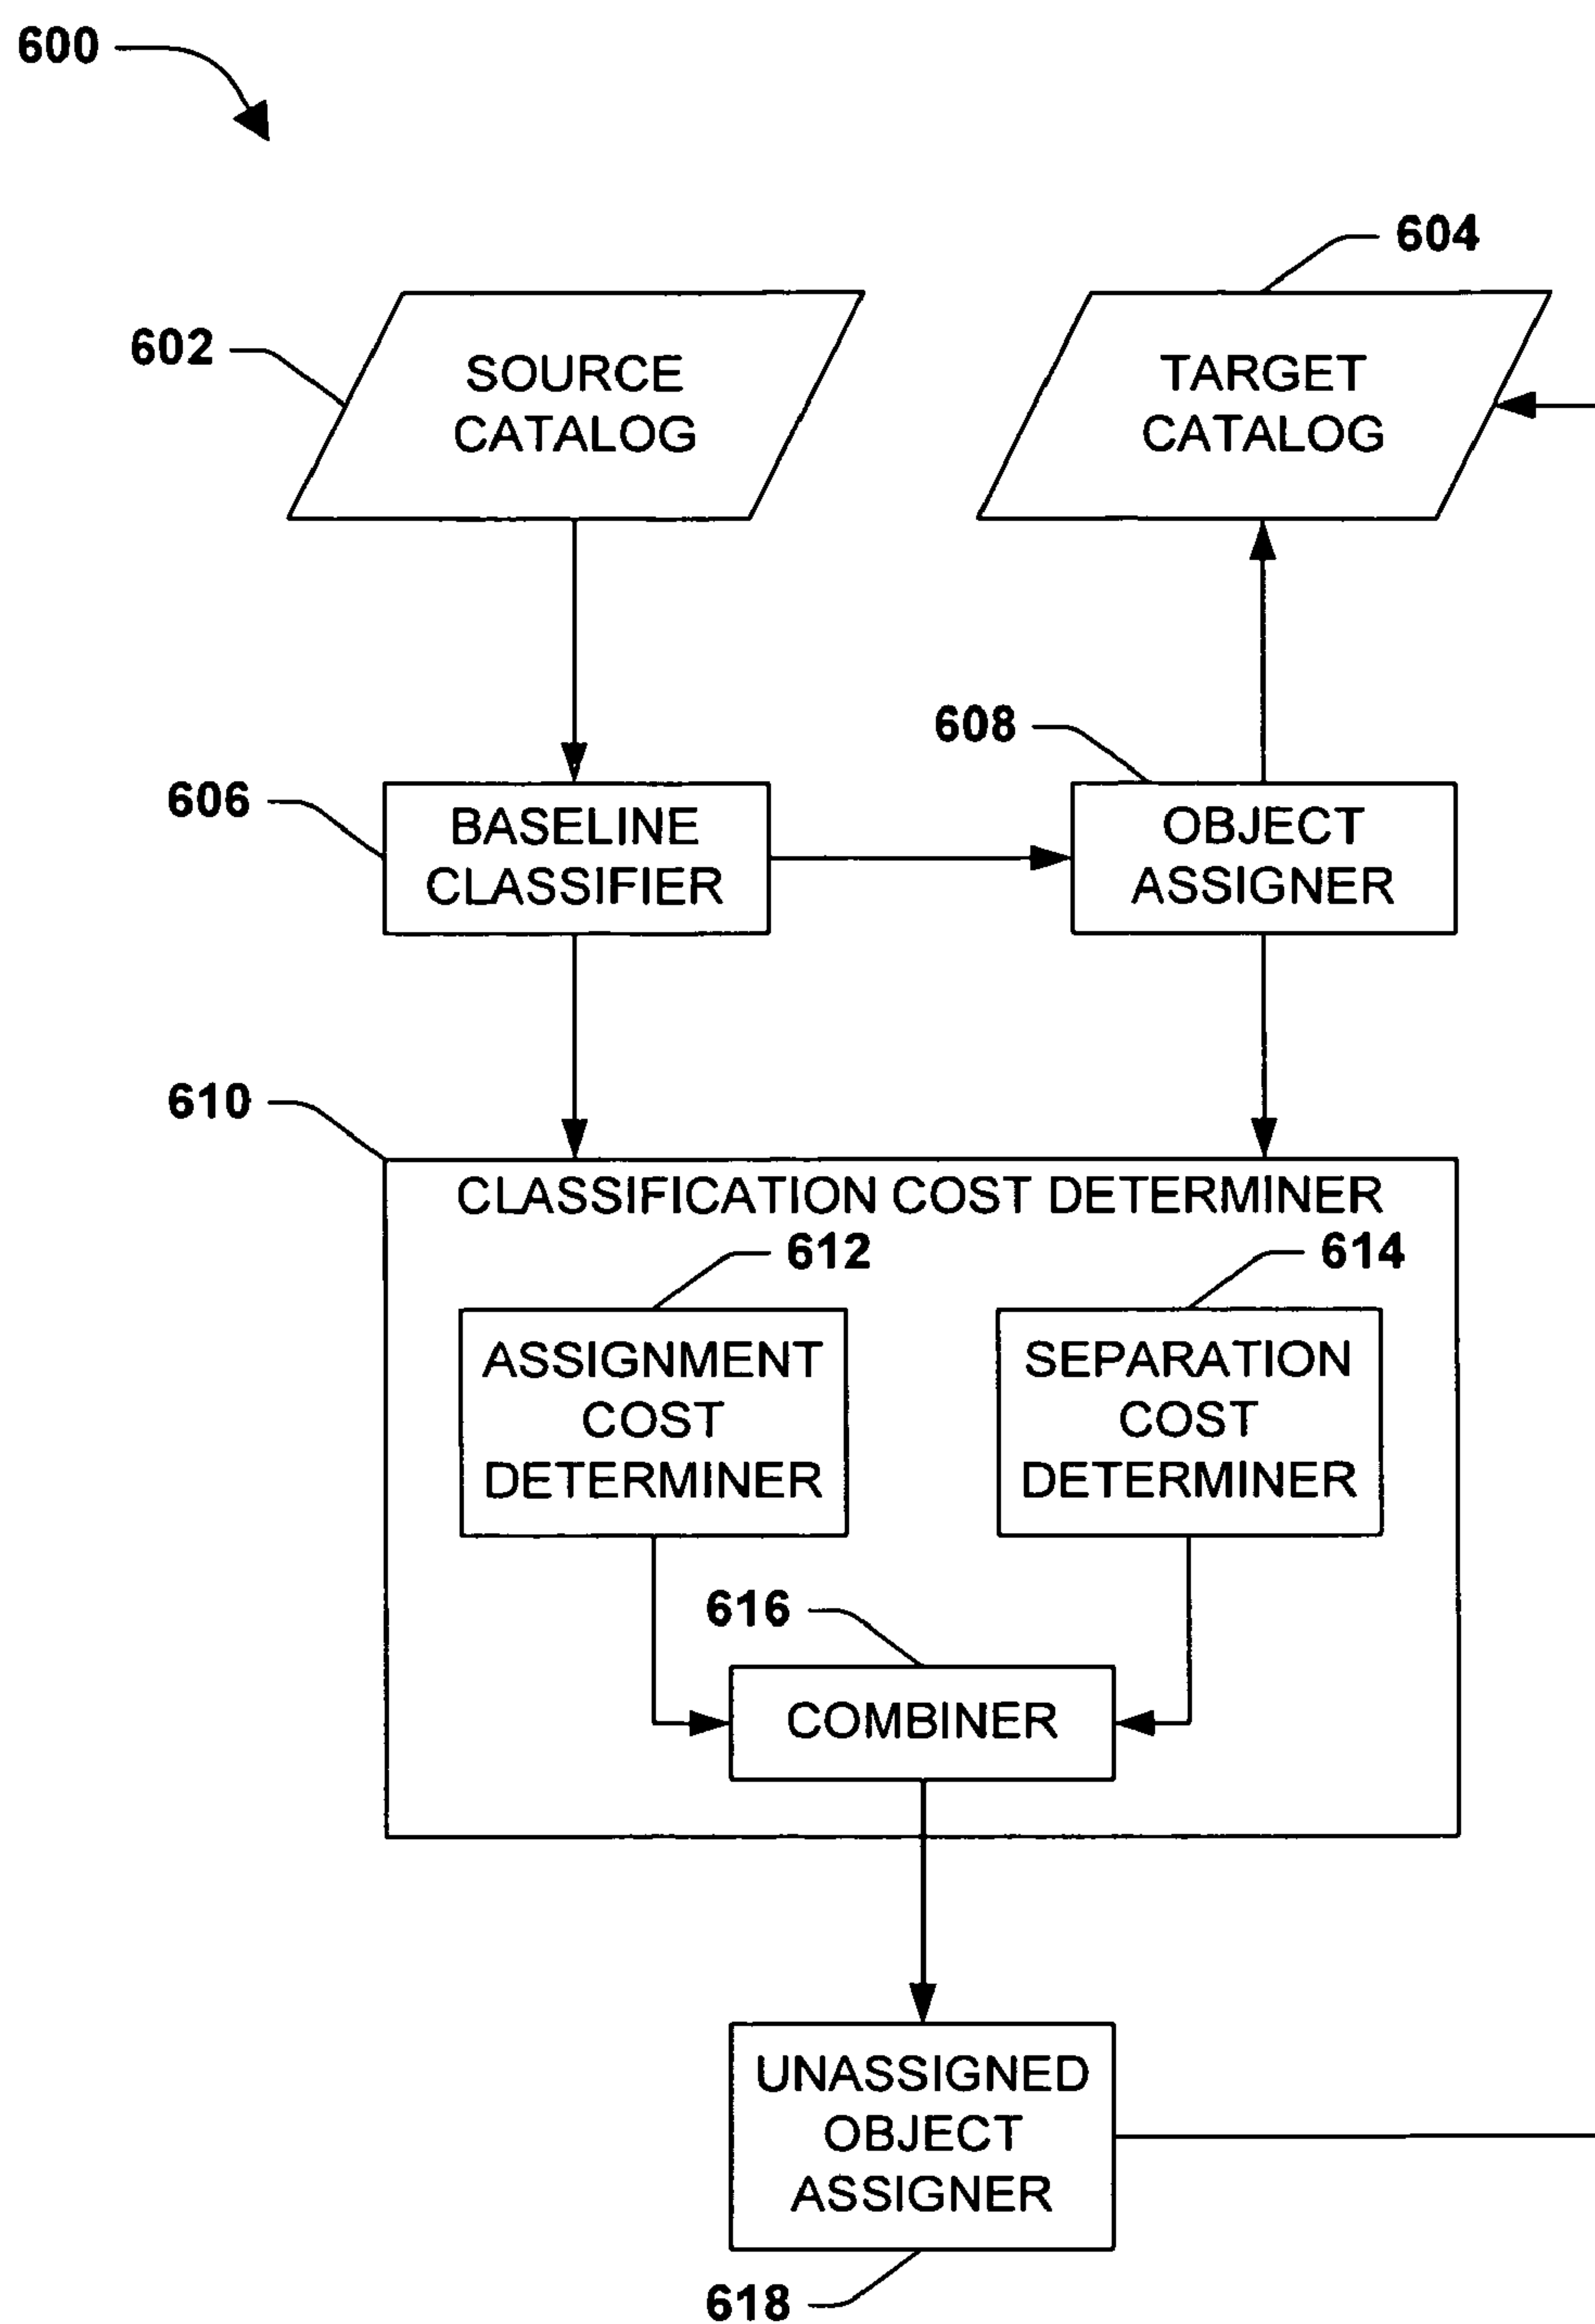 600
604
602
SOURCE
CATALOG
TARGET
CATALOG
608
606
BASELINE
CLASSIFIER
OBJECT
ASSIGNER
610
CLASSIFICATION COST DETERMINER
612
614
ASSIGNMENT
COST
DETERMINER
SEPARATION
COST
DETERMINER
616
COMBINER
UNASSIGNED
OBJECT
ASSIGNER
618